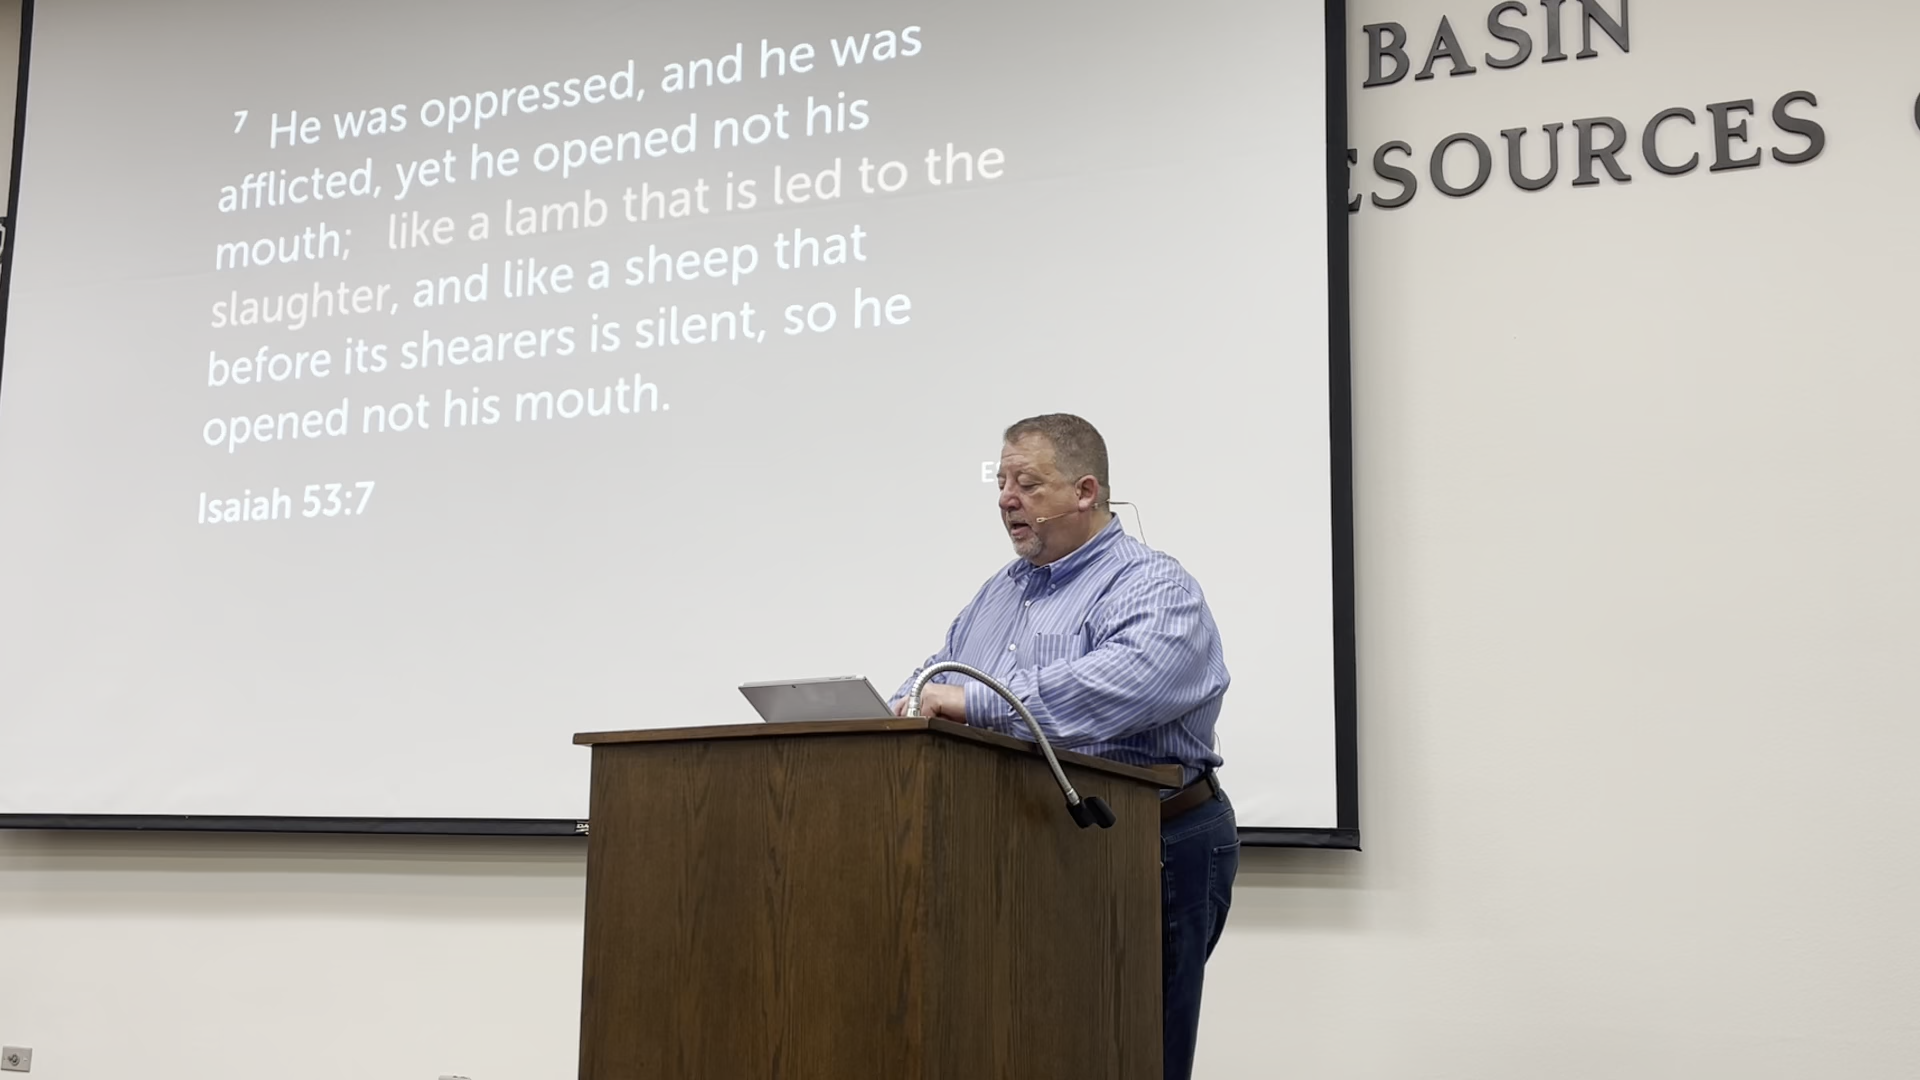 7 He was oppressed, and he was
afflicted, yet he opened not his
mouth; like a lamb that is led to the
slaughter, and like a sheep that
before its shearers is silent, so he
opened not his mouth.
Isaiah 53:7
BASIN
ESOURCES